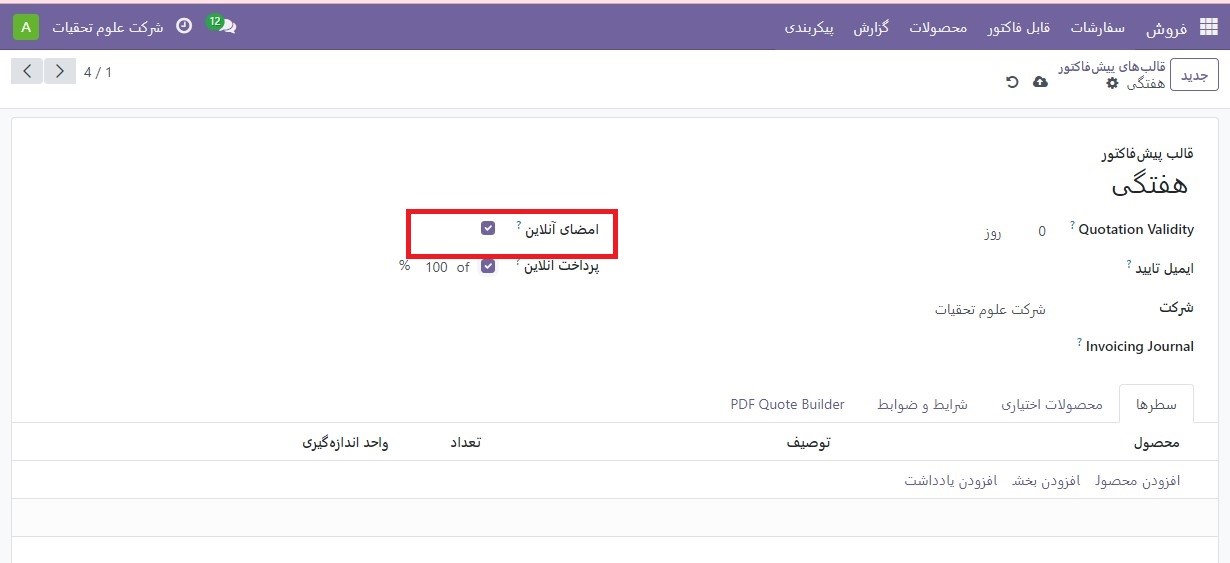 فروش سفارشات قابل فاکتور محصولات گزارش پیکربندی 12 شرکت علوم تحقیات A
جدید قالب‌های پیش‌فاکتور 4 / 1
هفتگی
قالب پیش‌فاکتور
هفتگی
Quotation Validity ? 0 روز
امضای آنلاین ?
ایمیل تایید ?
پرداخت آنلاین ? of 100 %
شرکت شرکت علوم تحقیات
Invoicing Journal ?
سطرها محصولات اختیاری شرایط و ضوابط PDF Quote Builder
محصول توصیف تعداد واحد اندازه‌گیری
افزودن محصول افزودن بخش افزودن یادداشت